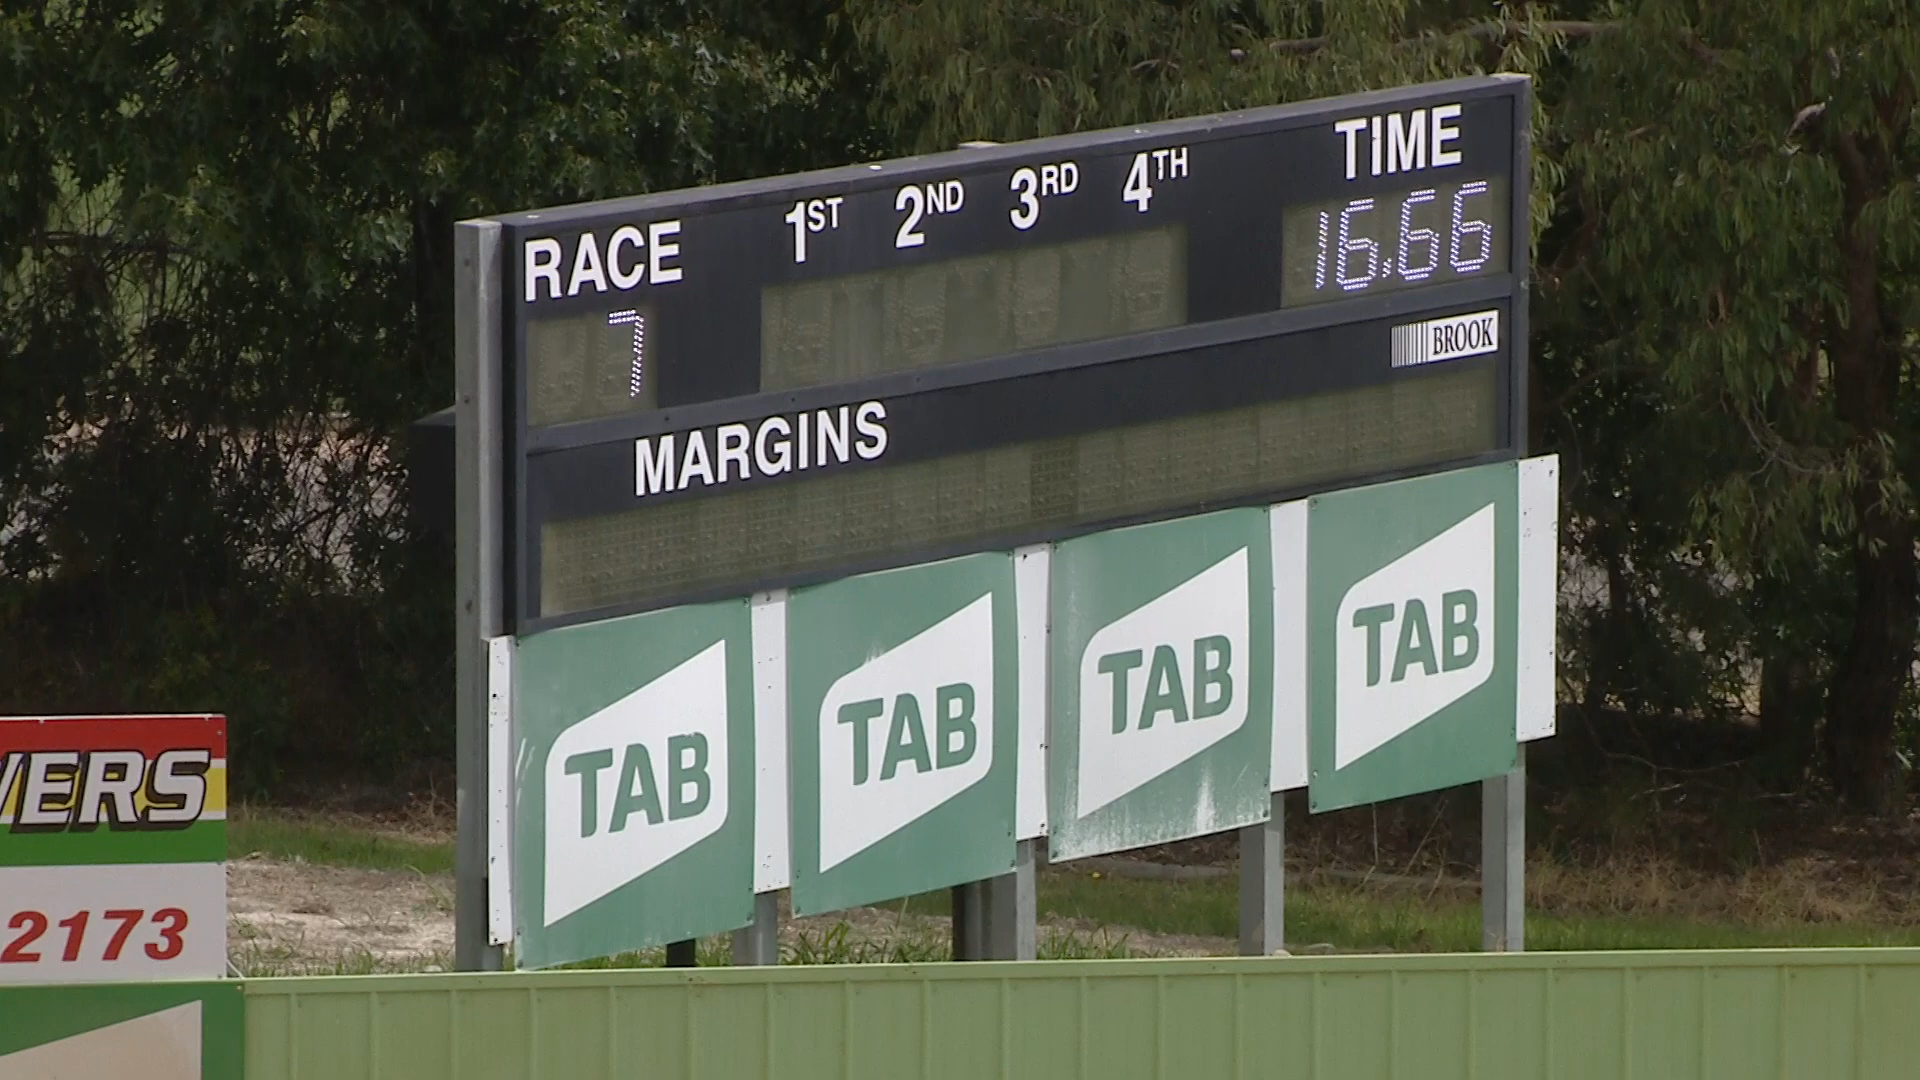 RACE 1ST 2ND 3RD 4TH TIME
7 16.66
BROOK
MARGINS
TAB TAB TAB TAB
VERS
2173